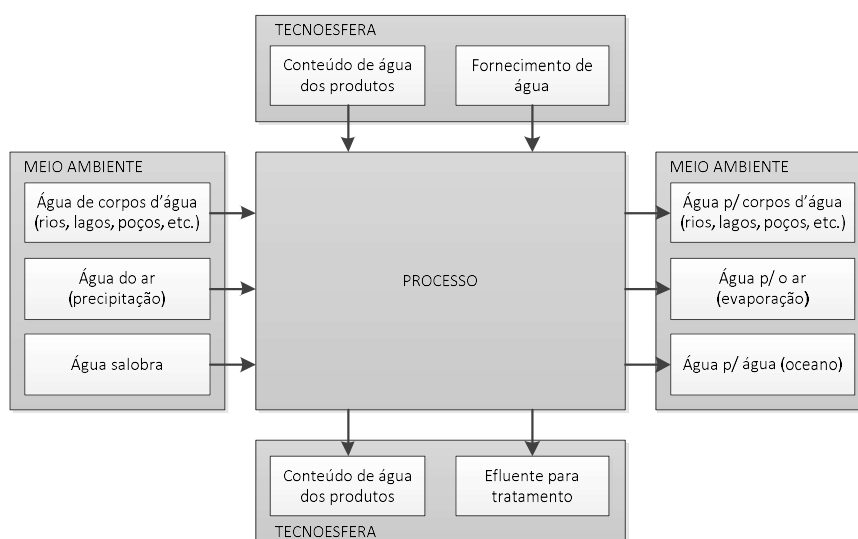 TECNOESFERA
Conteúdo de água
dos produtos
Fornecimento de
água
MEIO AMBIENTE
Água de corpos d’água
(rios, lagos, poços, etc.)
Água do ar
(precipitação)
Água salobra
PROCESSO
MEIO AMBIENTE
Água p/ corpos d’água
(rios, lagos, poços, etc.)
Água p/ o ar
(evaporação)
Água p/ água (oceano)
Conteúdo de água
dos produtos
Efluente para
tratamento
TECNOESFERA